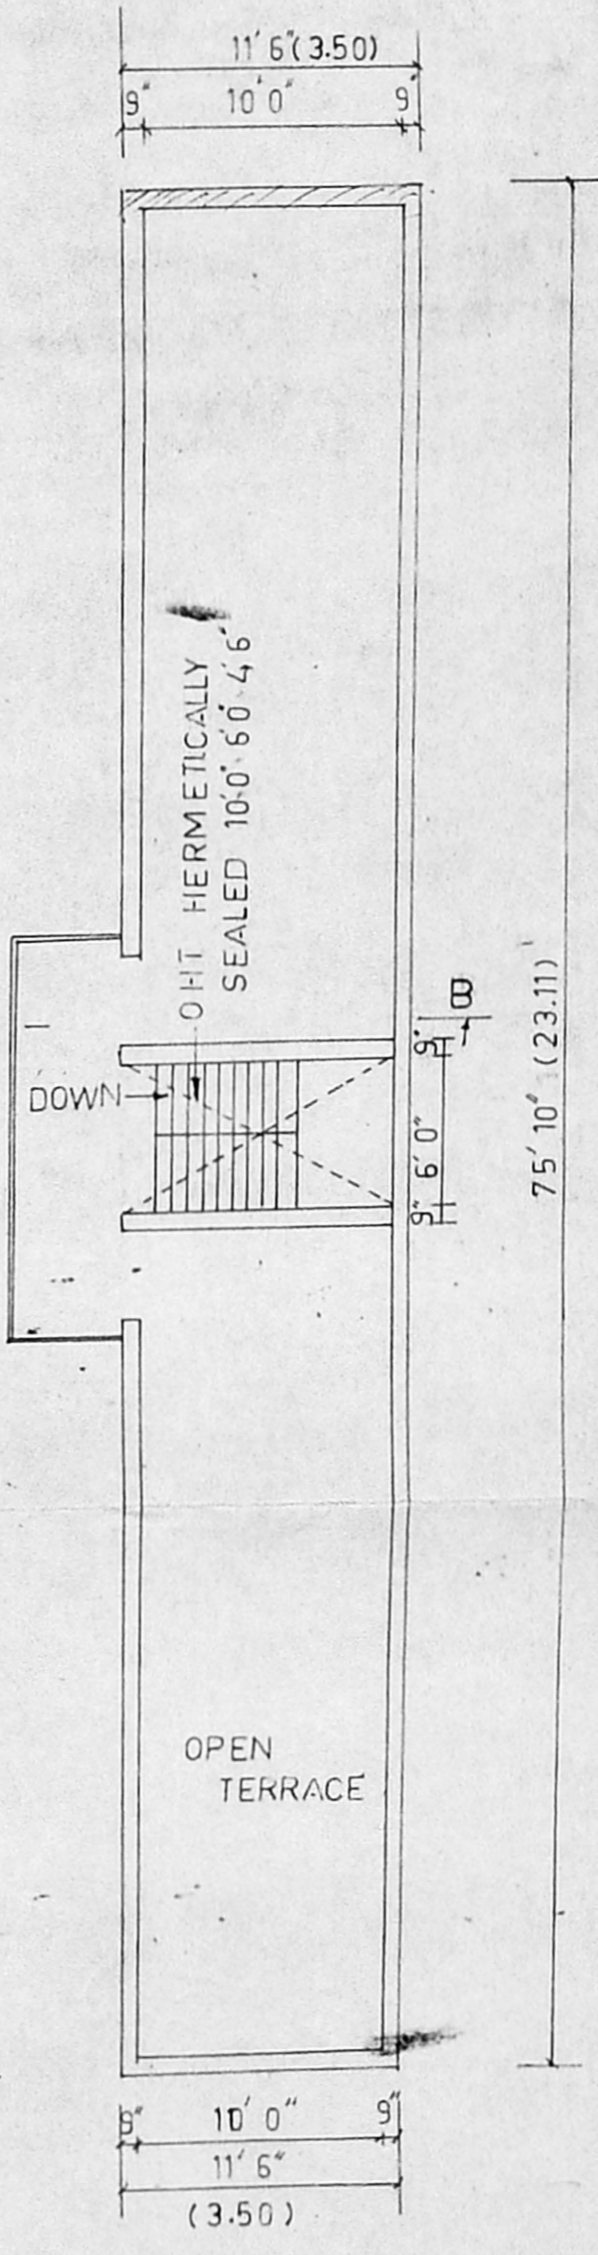 11' 6"(3.50)
9" 10' 0" 9"
OHT HERMETICALLY
SEALED 10'0" 6'0" 4'6"
B
DOWN
9" 6' 0" 9"
75' 10" (23.11)
OPEN
TERRACE
9" 10' 0" 9"
11' 6"
(3.50)